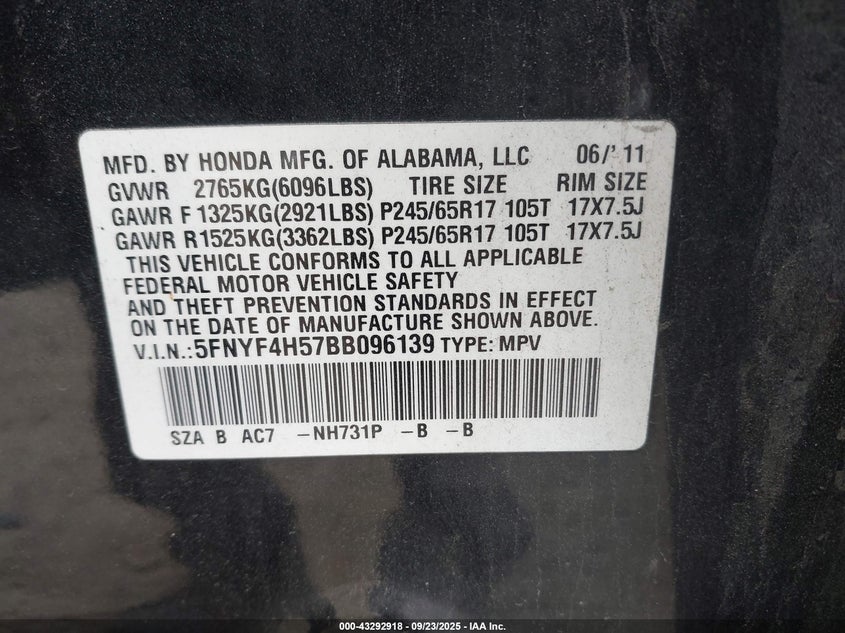 MFD. BY HONDA MFG. OF ALABAMA, LLC 06/'11
GVWR 2765KG(6096LBS) TIRE SIZE RIM SIZE
GAWR F 1325KG(2921LBS) P245/65R17 105T 17X7.5J
GAWR R1525KG(3362LBS) P245/65R17 105T 17X7.5J
THIS VEHICLE CONFORMS TO ALL APPLICABLE
FEDERAL MOTOR VEHICLE SAFETY
AND THEFT PREVENTION STANDARDS IN EFFECT
ON THE DATE OF MANUFACTURE SHOWN ABOVE.
V.I.N.:5FNYF4H57BB096139 TYPE: MPV
SZA B AC7 -NH731P -B -B
000-43292918 - 09/23/2025 - IAA Inc.